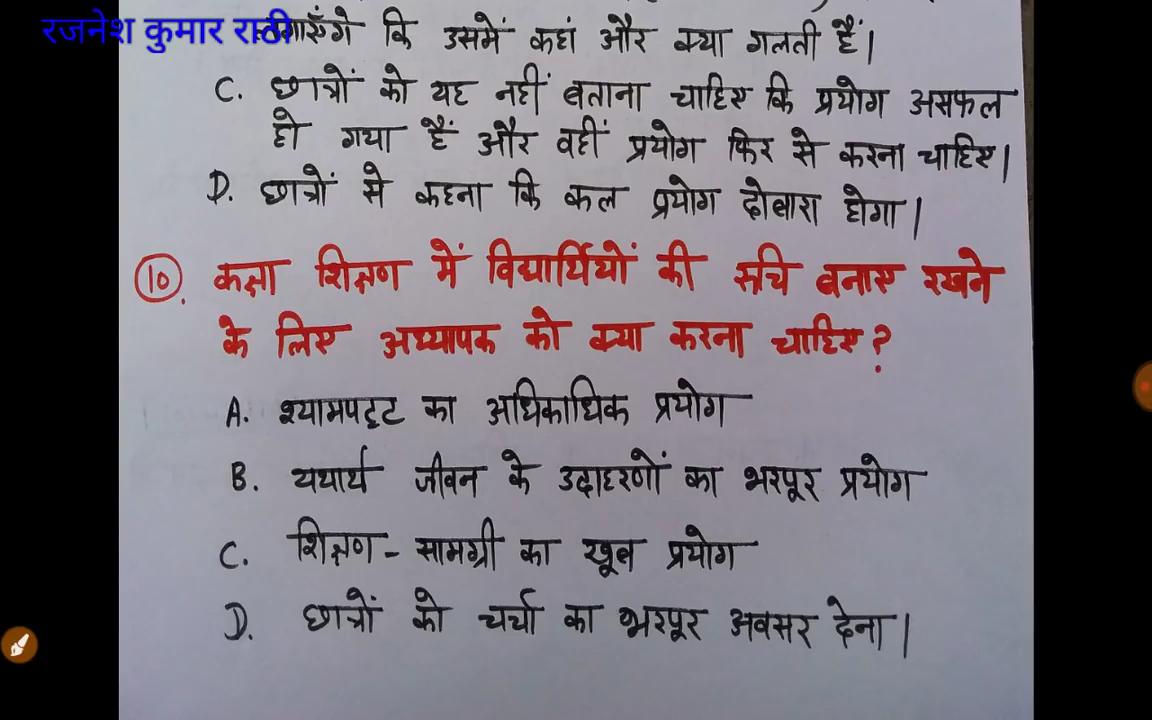 रजनेश कुमार राठी
लगाएँगे कि उसमें कहां और क्या गलती हैं।
C. छात्रों को यह नहीं बताना चाहिए कि प्रयोग असफल
हो गया हैं और वहीं प्रयोग फिर से करना चाहिए।
D. छात्रों से कहना कि कल प्रयोग दोबारा होगा।
10. कक्षा शिक्षण में विद्यार्थियों की रूचि बनाए रखने
के लिए अध्यापक को क्या करना चाहिए?
A. श्यामपट्ट का अधिकाधिक प्रयोग
B. यथार्थ जीवन के उदाहरणों का भरपूर प्रयोग
C. शिक्षण - सामग्री का खूब प्रयोग
D. छात्रों को चर्चा का भरपूर अवसर देना।